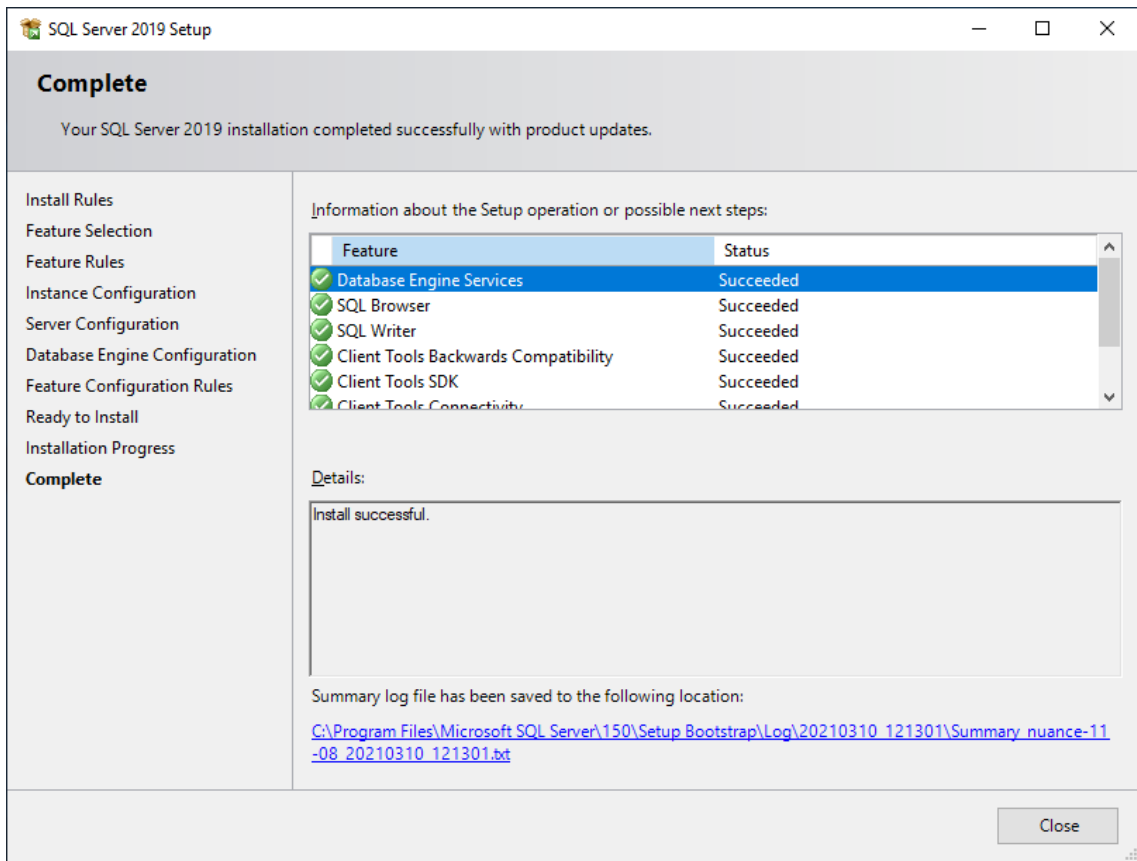 SQL Server 2019 Setup
Complete
Your SQL Server 2019 installation completed successfully with product updates.
Install Rules
Feature Selection
Feature Rules
Instance Configuration
Server Configuration
Database Engine Configuration
Feature Configuration Rules
Ready to Install
Installation Progress
Complete
Information about the Setup operation or possible next steps:
Feature Status
Database Engine Services Succeeded
SQL Browser Succeeded
SQL Writer Succeeded
Client Tools Backwards Compatibility Succeeded
Client Tools SDK Succeeded
Client Tools Connectivity Succeeded
Details:
Install successful.
Summary log file has been saved to the following location:
C:\Program Files\Microsoft SQL Server\150\Setup Bootstrap\Log\20210310_121301\Summary_nuance-11
-08_20210310_121301.txt
Close